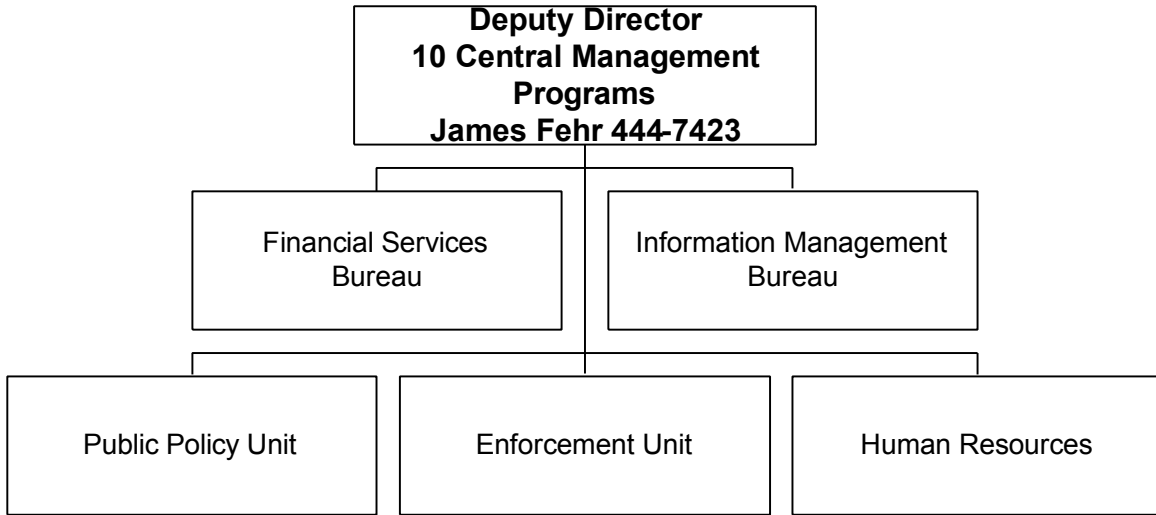 Deputy Director
10 Central Management
Programs
James Fehr 444-7423
Financial Services
Bureau
Information Management
Bureau
Public Policy Unit
Enforcement Unit
Human Resources